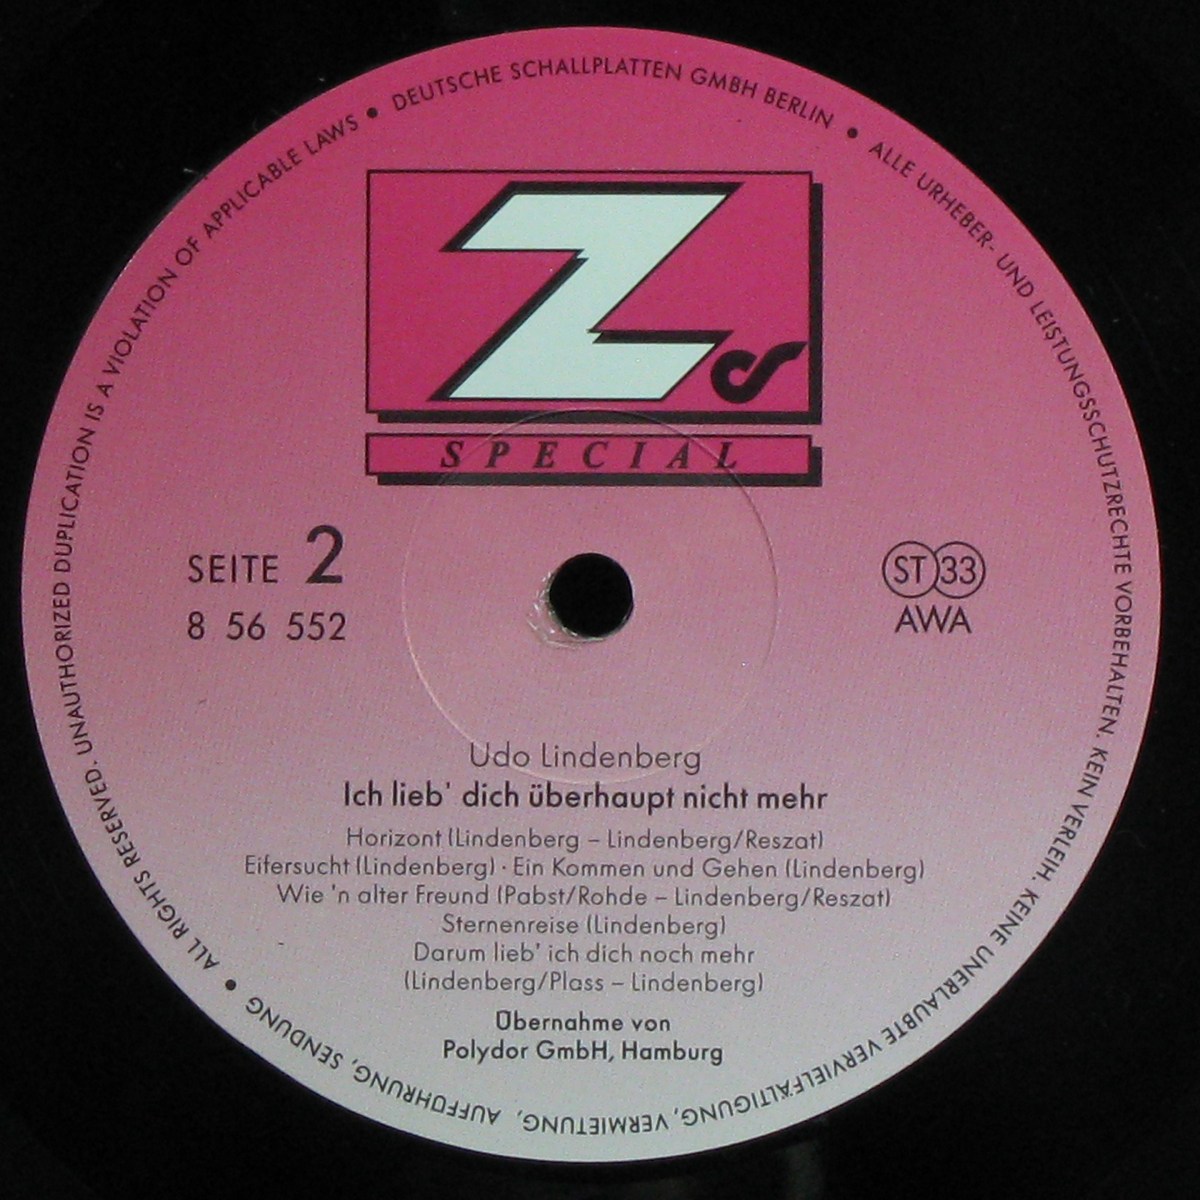 DEUTSCHE SCHALLPLATTEN GMBH BERLIN • ALLE URHEBER- UND LEISTUNGSSCHUTZRECHTE VORBEHALTEN. KEIN VERLEIH. KEINE UNERLAUBTE VERVIELFÄLTIGUNG, VERMIETUNG, AUFFÜHRUNG, SENDUNG • ALL RIGHTS RESERVED. UNAUTHORIZED DUPLICATION IS A VIOLATION OF APPLICABLE LAWS •
Z
SPECIAL
SEITE 2
8 56 552
ST 33
AWA
Udo Lindenberg
Ich lieb' dich überhaupt nicht mehr
Horizont (Lindenberg – Lindenberg/Reszat)
Eifersucht (Lindenberg) · Ein Kommen und Gehen (Lindenberg)
Wie 'n alter Freund (Pabst/Rohde – Lindenberg/Reszat)
Sternenreise (Lindenberg)
Darum lieb' ich dich noch mehr
(Lindenberg/Plass – Lindenberg)
Übernahme von
Polydor GmbH, Hamburg